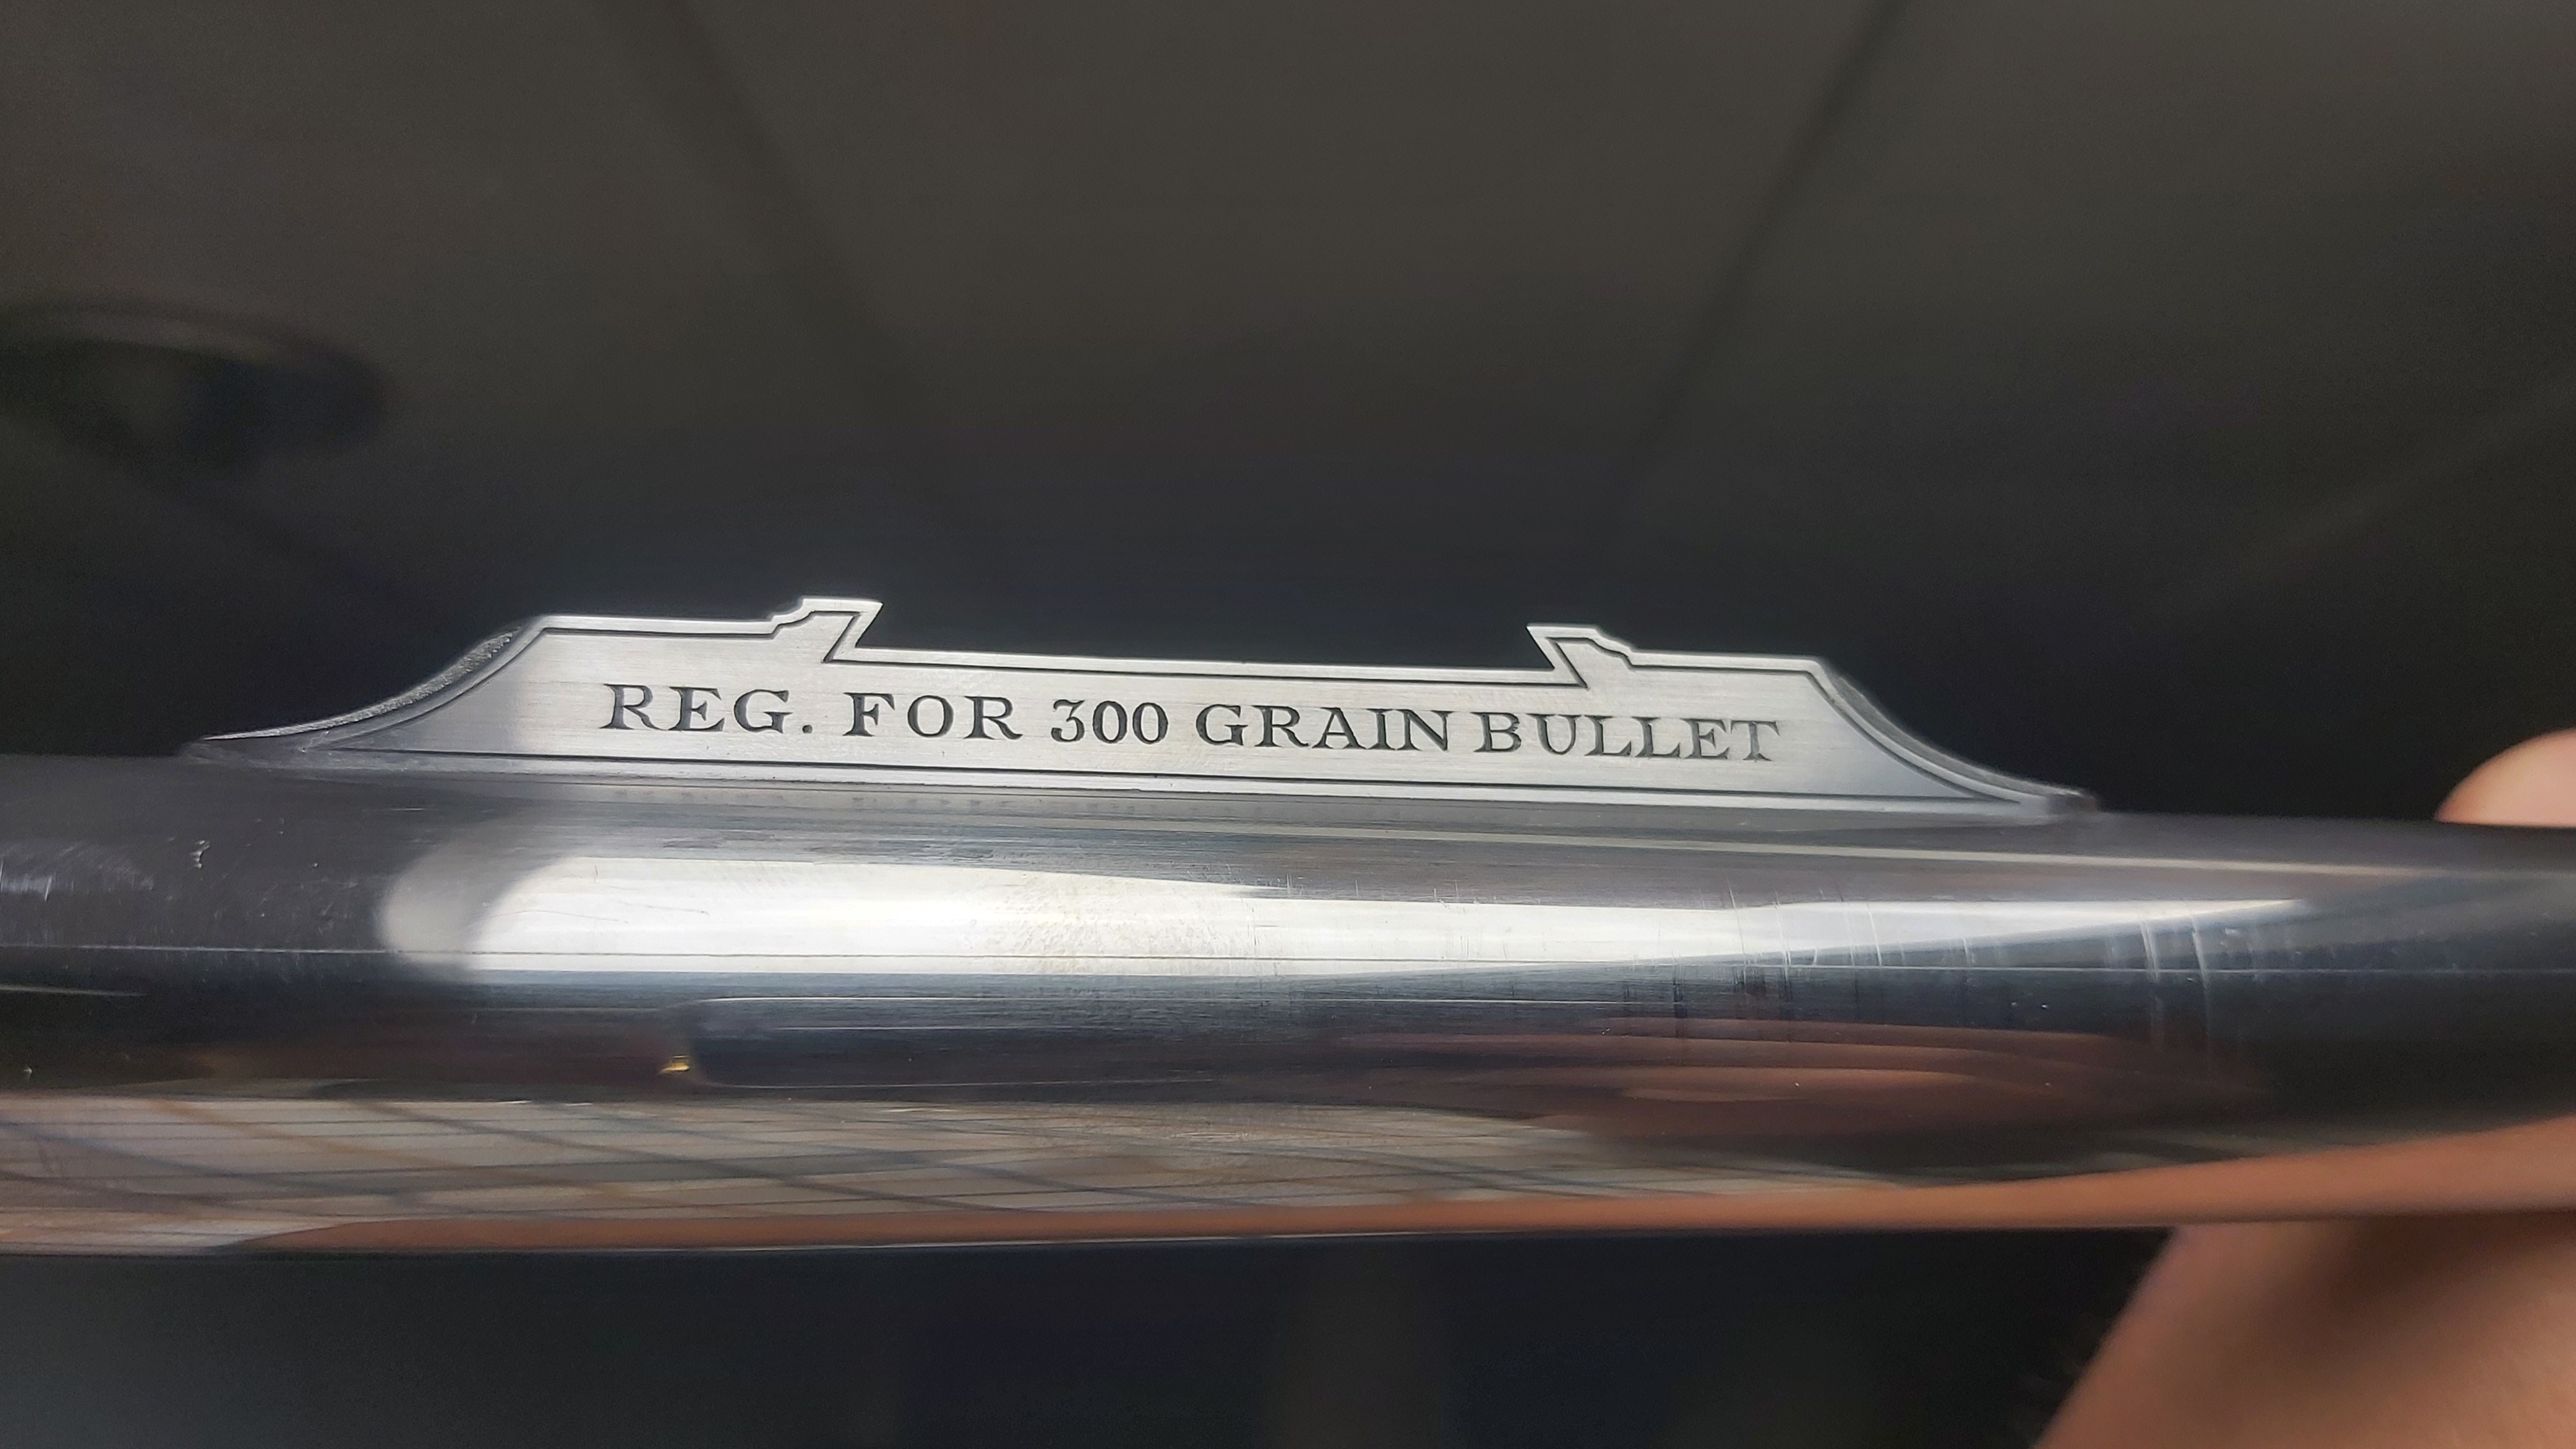 REG. FOR 300 GRAIN BULLET